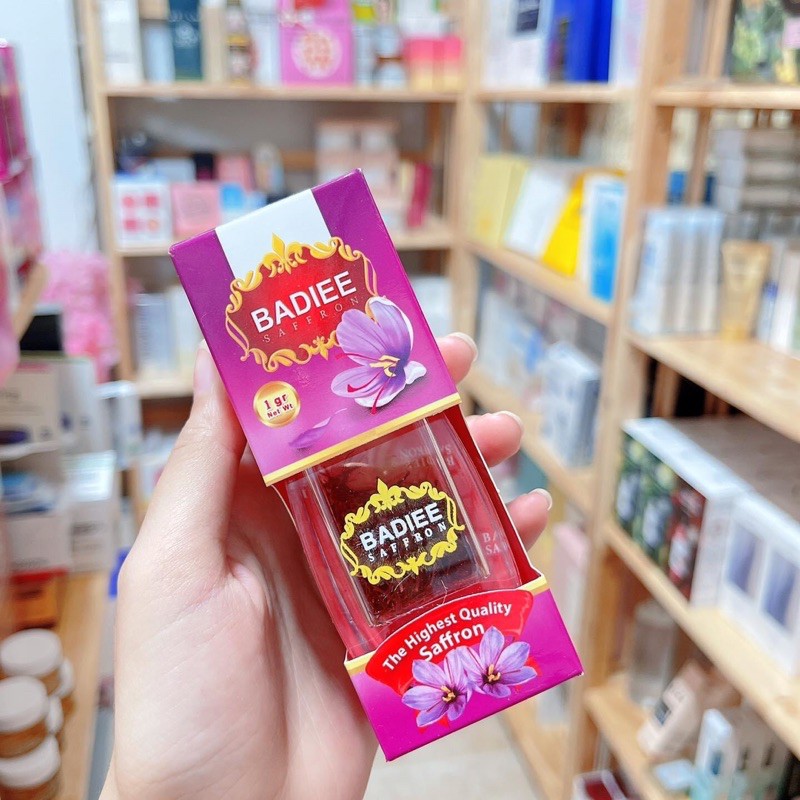 BADIEE
SAFFRON
1 gr
Net Wt
BADIEE
SAFFRON
The Highest Quality
Saffron